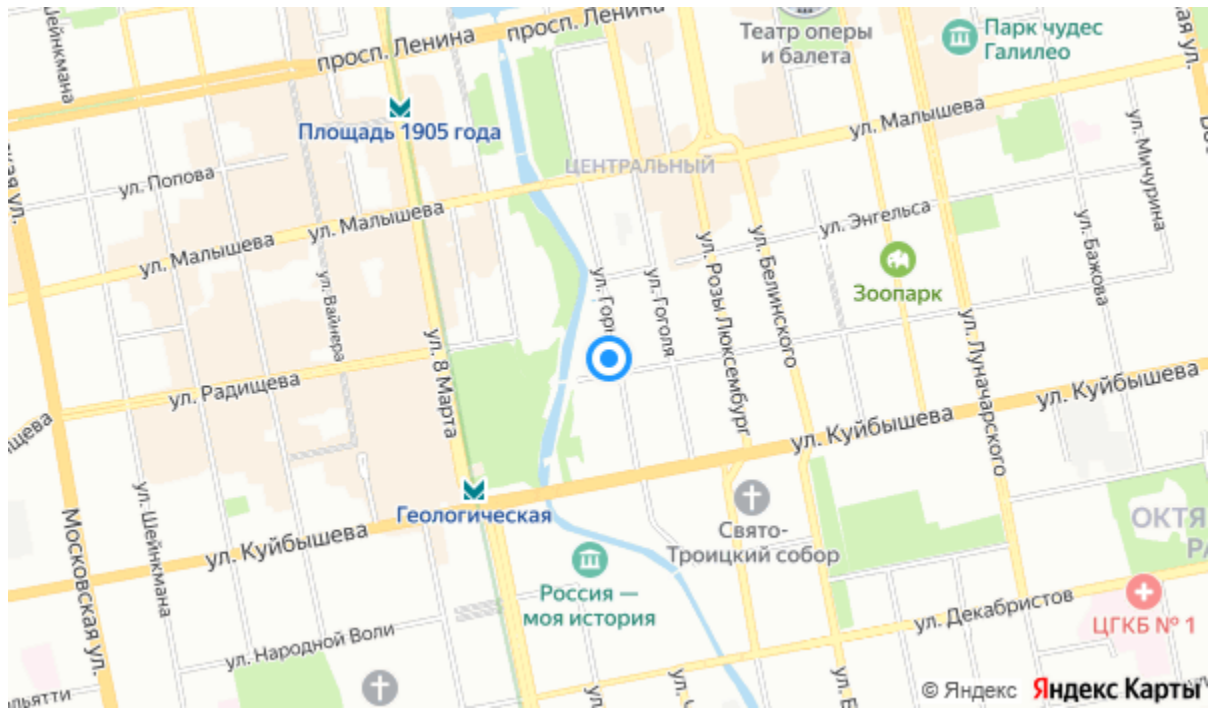 просп. Ленина
просп. Ленина
Театр оперы
и балета
Парк чудес
Галилео
ул. Шейнкмана
Площадь 1905 года
ул. Малышева
ул. Мичурина
ЦЕНТРАЛЬНЫЙ
ул. Попова
ул. Малышева
ул. Малышева
ул. Энгельса
ул. Бажова
ул. Вайнера
ул. Гоголя
ул. Розы Люксембург
ул. Белинского
Зоопарк
ул. 8 Марта
ул. Радищева
ул. Луначарского
ул. Куйбышева
ул. Куйбышева
Геологическая
ул. Куйбышева
ул. Шейнкмана
Московская ул.
Свято-
Троицкий собор
Россия —
моя история
ул. Декабристов
ЦГКБ № 1
ул. Народной Воли
© Яндекс Яндекс Карты